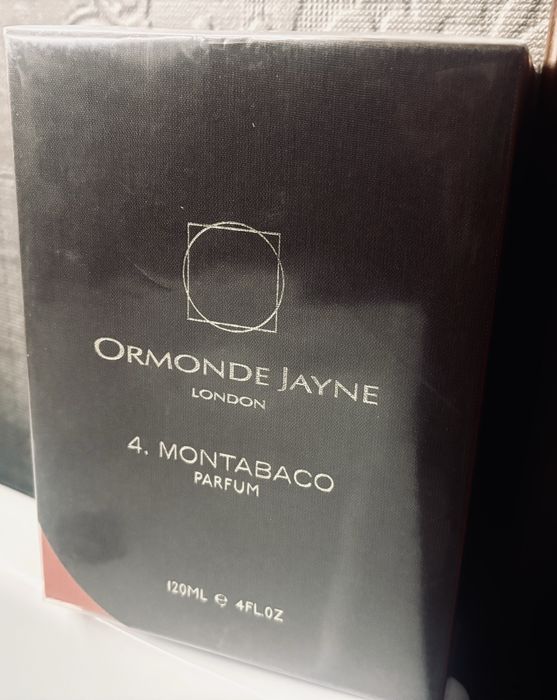 ORMONDE JAYNE
LONDON
4. MONTABACO
PARFUM
120ML ℮ 4FL.OZ